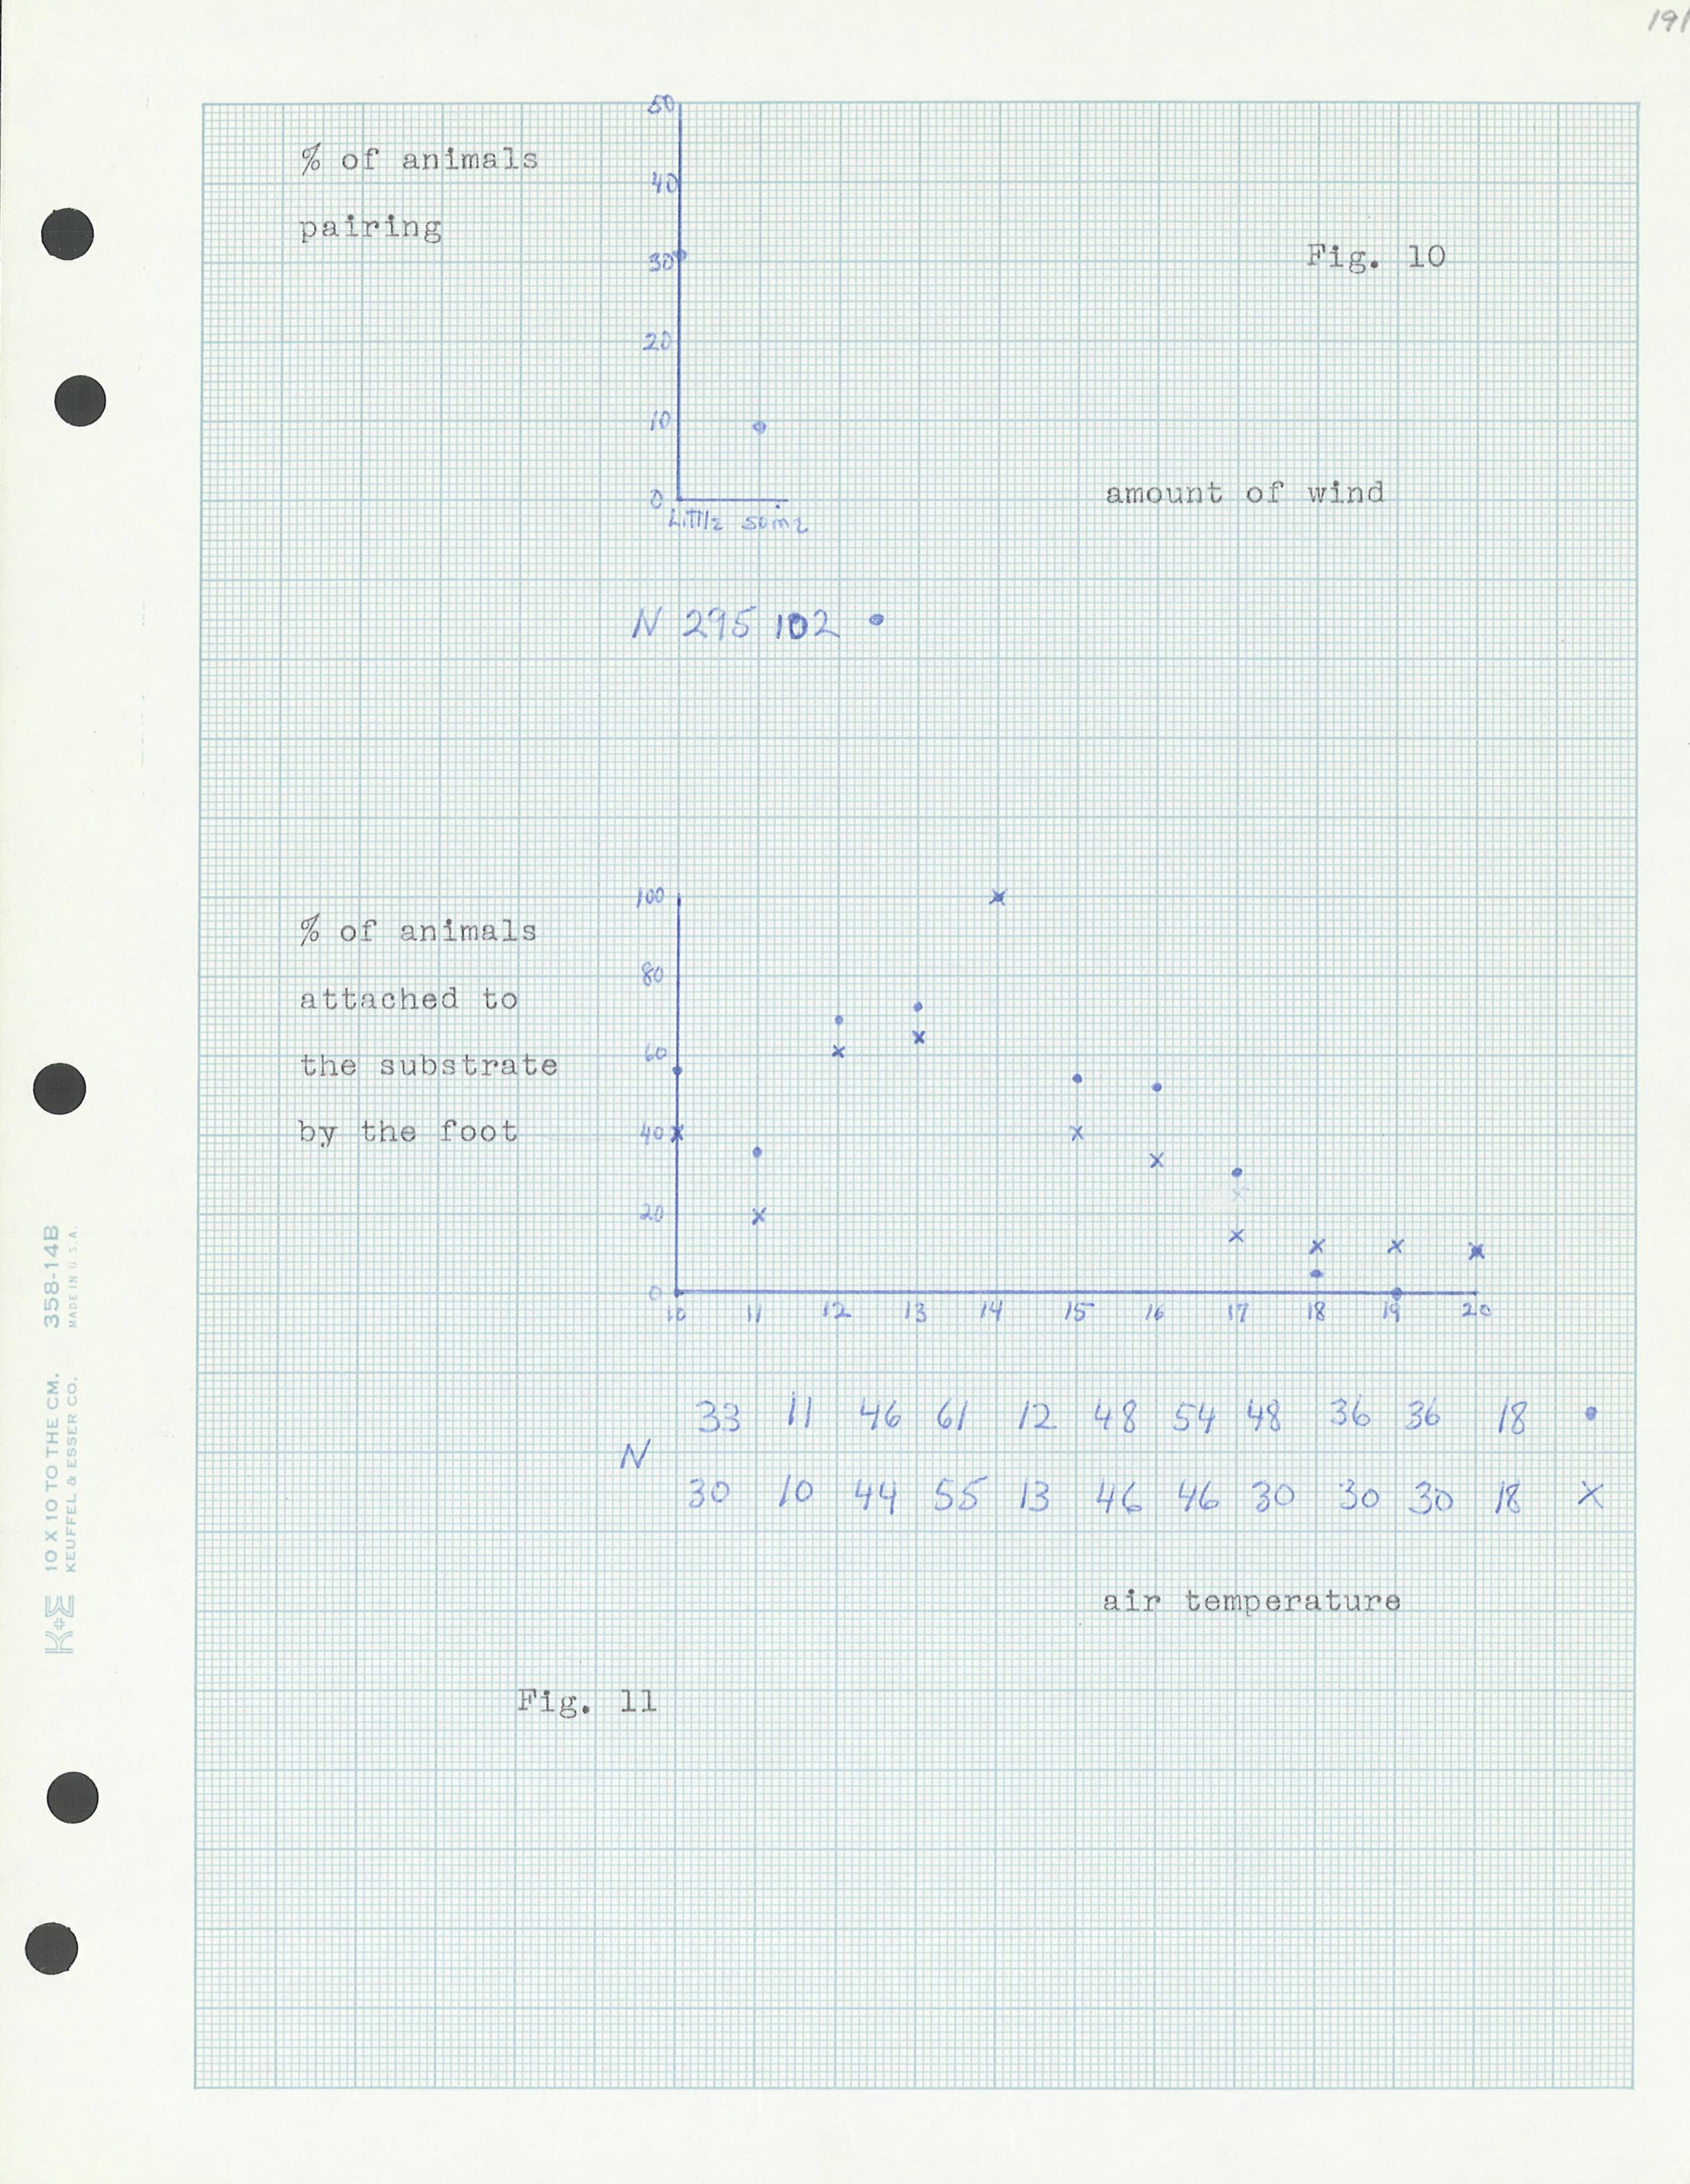 191
50
% of animals
40
pairing
30
Fig. 10
20
10
0
amount of wind
Little some
N 295 102 •
100
% of animals
80
attached to
60
the substrate
40
by the foot
20
0
10 11 12 13 14 15 16 17 18 19 20
33 11 46 61 12 48 54 48 36 36 18 •
N
30 10 44 55 13 46 46 30 30 30 18 x
air temperature
Fig. 11
K+E 10 X 10 TO THE CM. 358-14B
KEUFFEL & ESSER CO. MADE IN U.S.A.